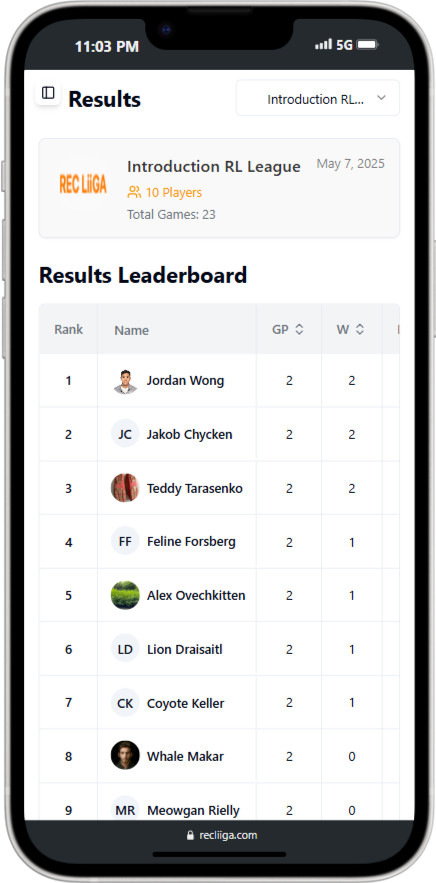 11:03 PM 5G
Results
Introduction RL...
REC LiiGA
Introduction RL League
May 7, 2025
10 Players
Total Games: 23
Results Leaderboard
Rank Name GP W
1 Jordan Wong 2 2
2 JC Jakob Chycken 2 2
3 Teddy Tarasenko 2 2
4 FF Feline Forsberg 2 1
5 Alex Ovechkitten 2 1
6 LD Lion Draisaitl 2 1
7 CK Coyote Keller 2 1
8 Whale Makar 2 0
9 MR Meowgan Rielly 2 0
recliiga.com